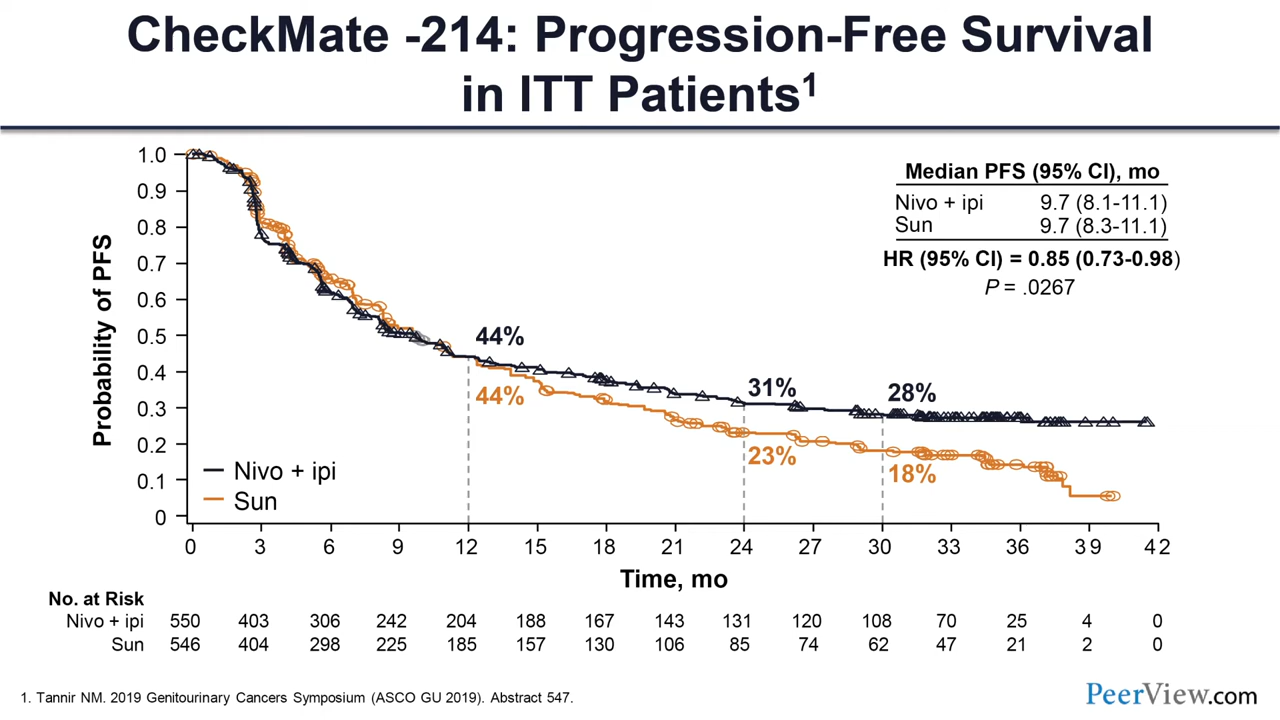 CheckMate -214: Progression-Free Survival
in ITT Patients¹
Median PFS (95% CI), mo
Nivo + ipi 9.7 (8.1-11.1)
Sun 9.7 (8.3-11.1)
HR (95% CI) = 0.85 (0.73-0.98)
P = .0267
Probability of PFS
1.0
0.9
0.8
0.7
0.6
0.5
0.4
0.3
0.2
0.1
0
44%
44%
31%
23%
28%
18%
Nivo + ipi
Sun
0 3 6 9 12 15 18 21 24 27 30 33 36 39 42
Time, mo
No. at Risk
Nivo + ipi 550 403 306 242 204 188 167 143 131 120 108 70 25 4 0
Sun 546 404 298 225 185 157 130 106 85 74 62 47 21 2 0
1. Tannir NM. 2019 Genitourinary Cancers Symposium (ASCO GU 2019). Abstract 547.
PeerView.com